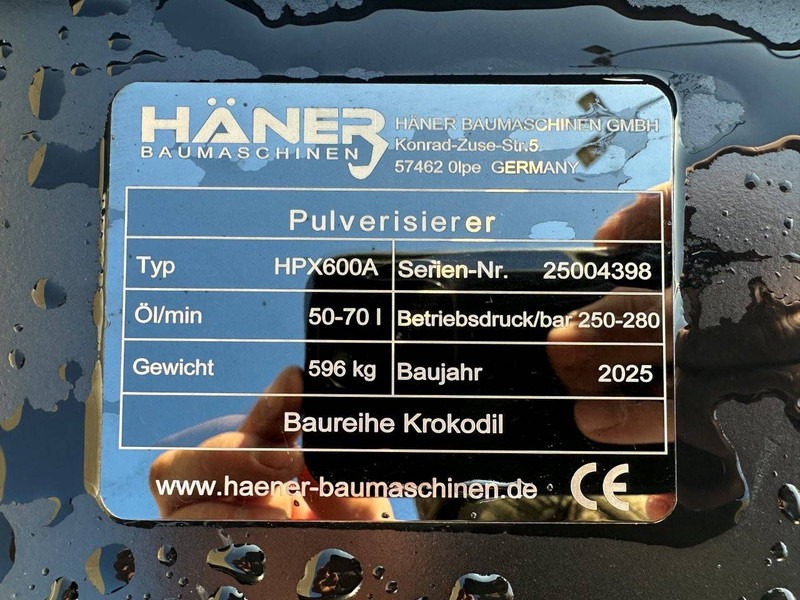 HÄNER
BAUMASCHINEN
HÄNER BAUMASCHINEN GMBH
Konrad-Zuse-Str.5
57462 Olpe GERMANY
Pulverisierer
Typ HPX600A Serien-Nr. 25004398
Öl/min 50-70 l Betriebsdruck/bar 250-280
Gewicht 596 kg Baujahr 2025
Baureihe Krokodil
www.haener-baumaschinen.de CE